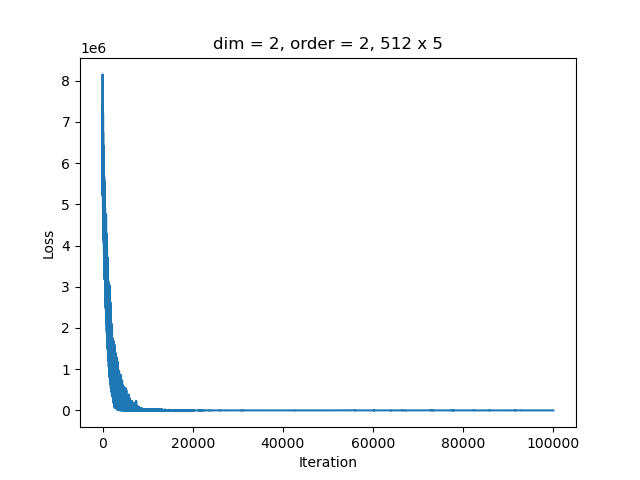 dim = 2, order = 2, 512 x 5
1e6
8
7
6
5
4
3
2
1
0
Loss
0 20000 40000 60000 80000 100000
Iteration